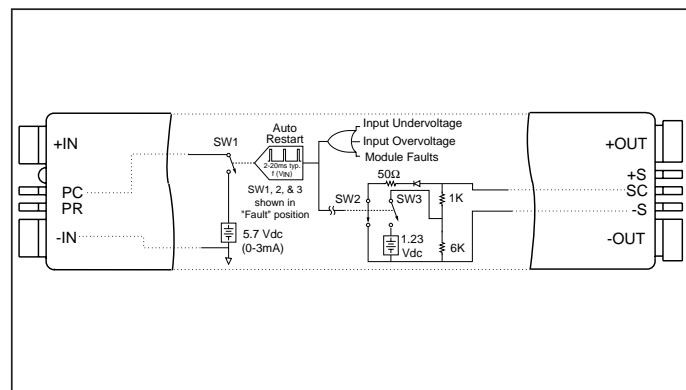 +IN
PC
PR
-IN
SW1
Auto
Restart
2-20ms typ.
f (VIN)
SW1, 2, & 3
shown in
"Fault" position
5.7 Vdc
(0-3mA)
Input Undervoltage
Input Overvoltage
Module Faults
50Ω
SW2
SW3
1K
1.23
Vdc
6K
+OUT
+S
SC
-S
-OUT